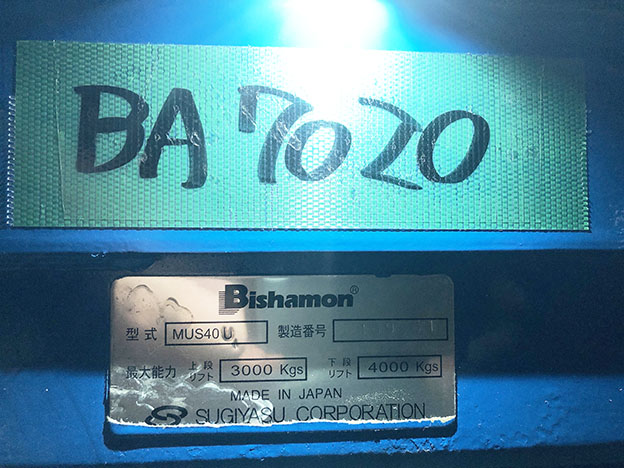 BA 7020
Bishamon®
型式 MUS40U 製造番号
最大能力 上段リフト 3000 Kgs 下段リフト 4000 Kgs
MADE IN JAPAN
SUGIYASU CORPORATION